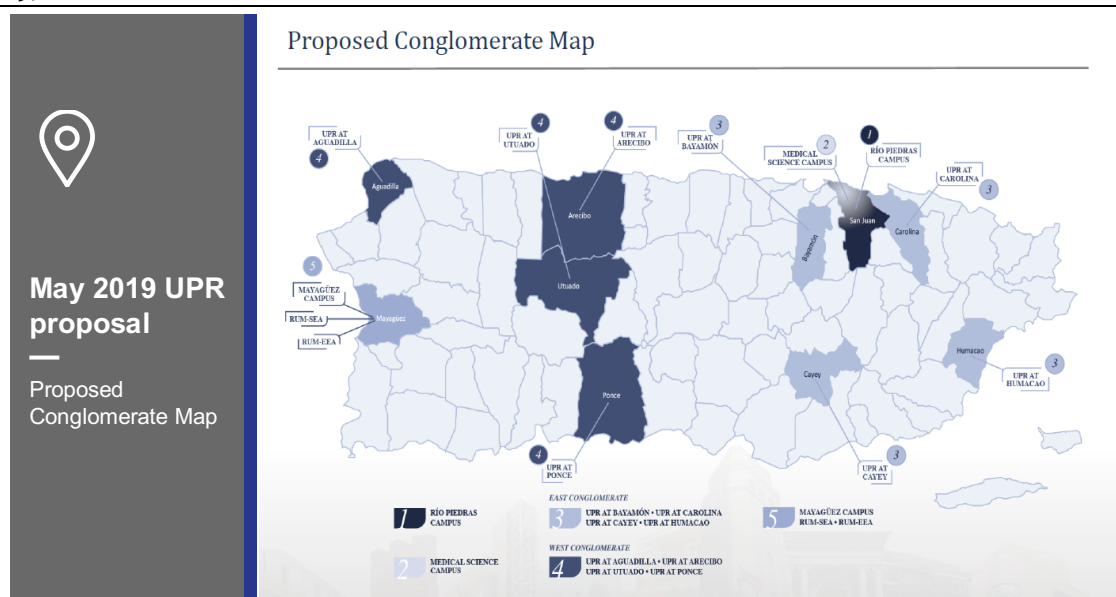 Proposed Conglomerate Map
May 2019 UPR
proposal
Proposed
Conglomerate Map
UPR AT
AGUADILLA
4
4
UPR AT
UTUADO
4
UPR AT
ARECIBO
3
UPR AT
BAYAMÓN
2
MEDICAL
SCIENCE CAMPUS
1
RÍO PIEDRAS
CAMPUS
UPR AT
CAROLINA
3
Aguadilla
Arecibo
San Juan
Carolina
Bayamón
Utuado
5
MAYAGÜEZ
CAMPUS
RUM-SEA
RUM-EEA
Mayagüez
Humacao
3
UPR AT
HUMACAO
Cayey
Ponce
4
UPR AT
PONCE
3
UPR AT
CAYEY
1
RÍO PIEDRAS
CAMPUS
EAST CONGLOMERATE
3
UPR AT BAYAMÓN • UPR AT CAROLINA
UPR AT CAYEY • UPR AT HUMACAO
5
MAYAGÜEZ CAMPUS
RUM-SEA • RUM-EEA
2
MEDICAL SCIENCE
CAMPUS
WEST CONGLOMERATE
4
UPR AT AGUADILLA • UPR AT ARECIBO
UPR AT UTUADO • UPR AT PONCE